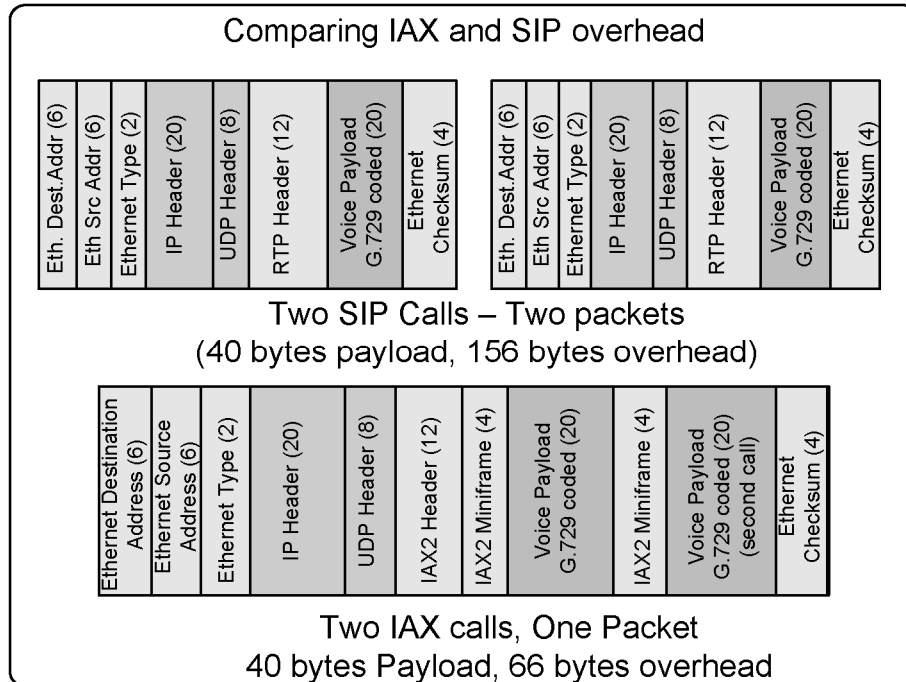 Comparing IAX and SIP overhead
Eth. Dest.Addr (6)
Eth Src Addr (6)
Ethernet Type (2)
IP Header (20)
UDP Header (8)
RTP Header (12)
Voice Payload
G.729 coded (20)
Ethernet
Checksum (4)
Eth. Dest.Addr (6)
Eth Src Addr (6)
Ethernet Type (2)
IP Header (20)
UDP Header (8)
RTP Header (12)
Voice Payload
G.729 coded (20)
Ethernet
Checksum (4)
Two SIP Calls – Two packets
(40 bytes payload, 156 bytes overhead)
Ethernet Destination
Address (6)
Ethernet Source
Address (6)
Ethernet Type (2)
IP Header (20)
UDP Header (8)
IAX2 Header (12)
IAX2 Miniframe (4)
Voice Payload
G.729 coded (20)
IAX2 Miniframe (4)
Voice Payload
G.729 coded (20)
(second call)
Ethernet
Checksum (4)
Two IAX calls, One Packet
40 bytes Payload, 66 bytes overhead